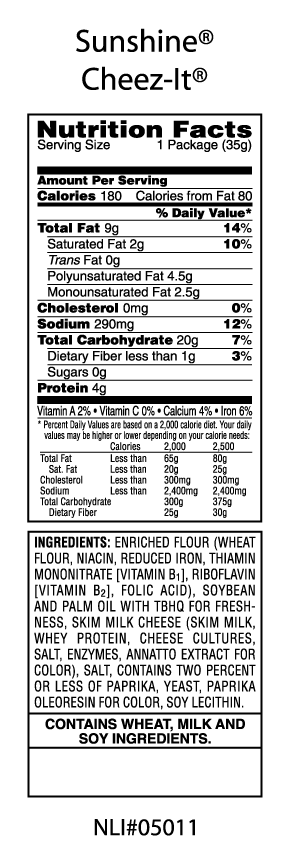 Sunshine®
Cheez-It®
Nutrition Facts
Serving Size 1 Package (35g)
Amount Per Serving
Calories 180 Calories from Fat 80
% Daily Value*
Total Fat 9g 14%
Saturated Fat 2g 10%
Trans Fat 0g
Polyunsaturated Fat 4.5g
Monounsaturated Fat 2.5g
Cholesterol 0mg 0%
Sodium 290mg 12%
Total Carbohydrate 20g 7%
Dietary Fiber less than 1g 3%
Sugars 0g
Protein 4g
Vitamin A 2% • Vitamin C 0% • Calcium 4% • Iron 6%
* Percent Daily Values are based on a 2,000 calorie diet. Your daily
values may be higher or lower depending on your calorie needs:
Calories 2,000 2,500
Total Fat Less than 65g 80g
Sat. Fat Less than 20g 25g
Cholesterol Less than 300mg 300mg
Sodium Less than 2,400mg 2,400mg
Total Carbohydrate 300g 375g
Dietary Fiber 25g 30g
INGREDIENTS: ENRICHED FLOUR (WHEAT
FLOUR, NIACIN, REDUCED IRON, THIAMIN
MONONITRATE [VITAMIN B1], RIBOFLAVIN
[VITAMIN B2], FOLIC ACID), SOYBEAN
AND PALM OIL WITH TBHQ FOR FRESH-
NESS, SKIM MILK CHEESE (SKIM MILK,
WHEY PROTEIN, CHEESE CULTURES,
SALT, ENZYMES, ANNATTO EXTRACT FOR
COLOR), SALT, CONTAINS TWO PERCENT
OR LESS OF PAPRIKA, YEAST, PAPRIKA
OLEORESIN FOR COLOR, SOY LECITHIN.
CONTAINS WHEAT, MILK AND
SOY INGREDIENTS.
NLI#05011